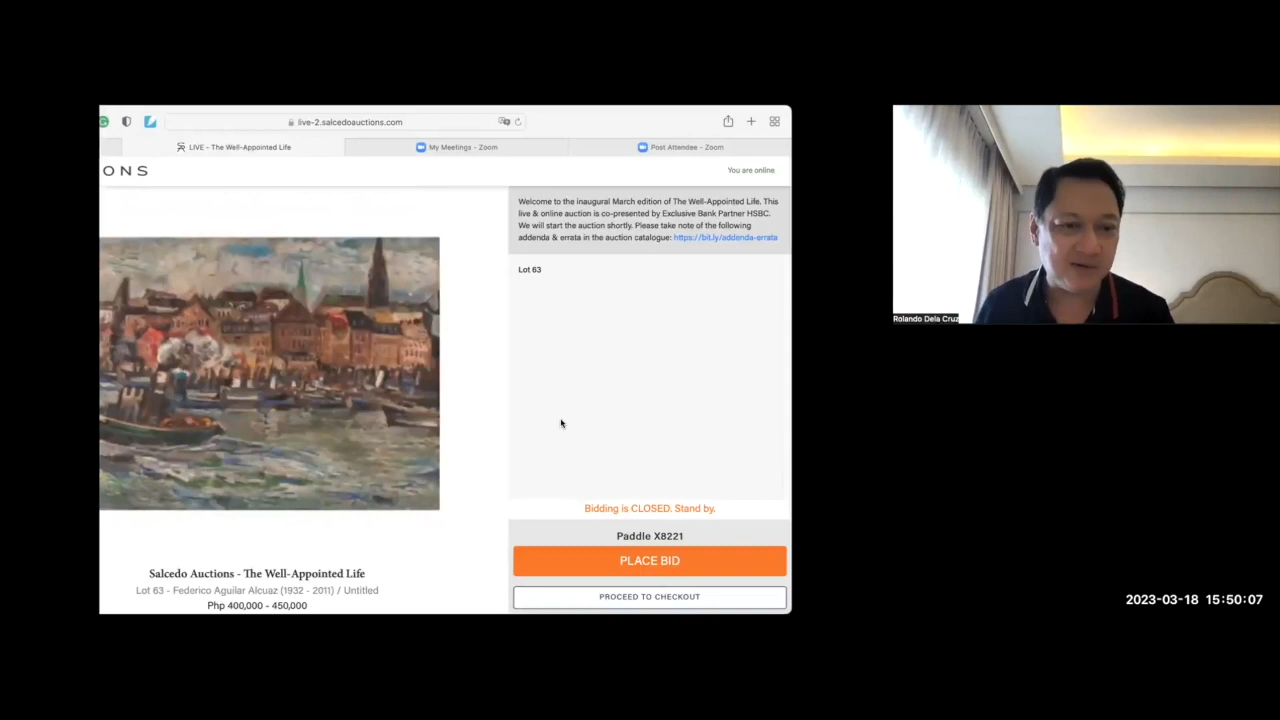 live-2.salcedoauctions.com
LIVE - The Well-Appointed Life
My Meetings - Zoom
Post Attendee - Zoom
ONS
You are online
Welcome to the inaugural March edition of The Well-Appointed Life. This
live & online auction is co-presented by Exclusive Bank Partner HSBC.
We will start the auction shortly. Please take note of the following
addenda & errata in the auction catalogue: https://bit.ly/addenda-errata
Lot 63
Bidding is CLOSED. Stand by.
Paddle X8221
PLACE BID
PROCEED TO CHECKOUT
Salcedo Auctions - The Well-Appointed Life
Lot 63 - Federico Aguilar Alcuaz (1932 - 2011) / Untitled
Php 400,000 - 450,000
Rolando Dela Cruz
2023-03-18 15:50:07